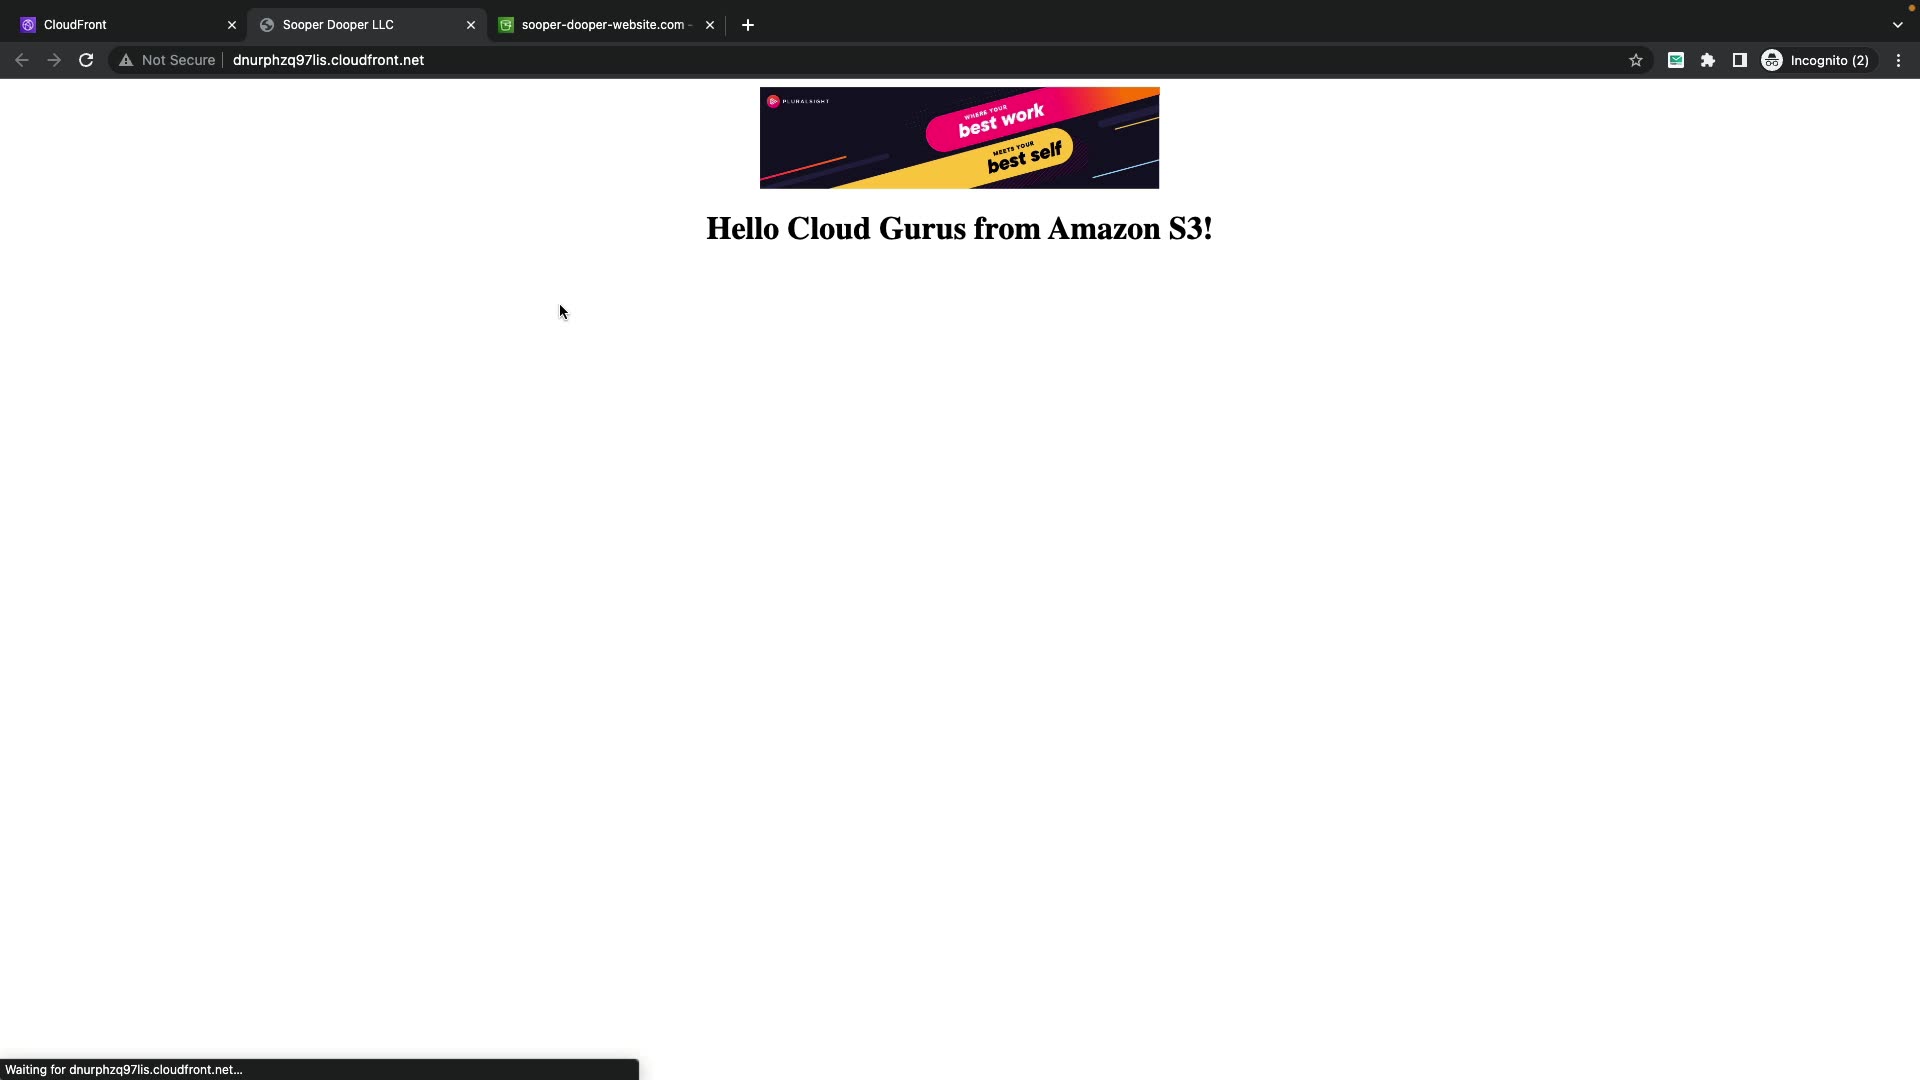 CloudFront
Sooper Dooper LLC
sooper-dooper-website.com -
Not Secure
dnurphzq97lis.cloudfront.net
Incognito (2)
PLURALSIGHT
WHERE YOUR
best work
MEETS YOUR
best self
Hello Cloud Gurus from Amazon S3!
Waiting for dnurphzq97lis.cloudfront.net...